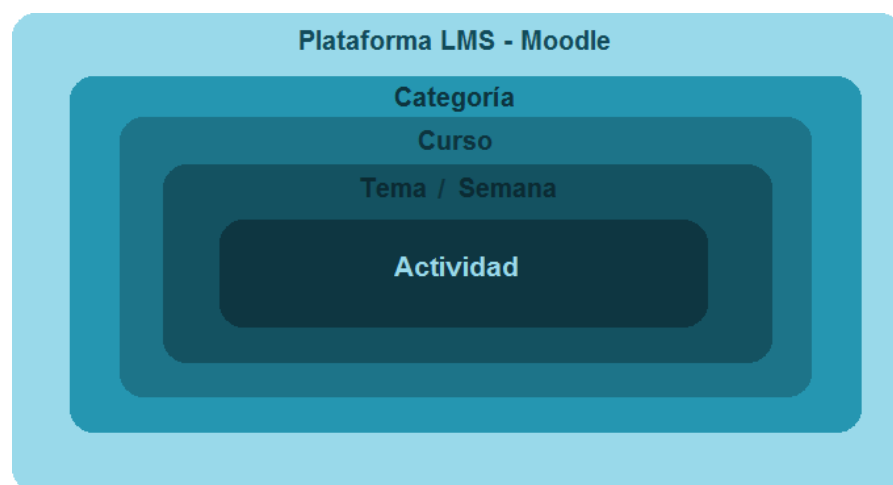 Plataforma LMS - Moodle
Categoría
Curso
Tema / Semana
Actividad